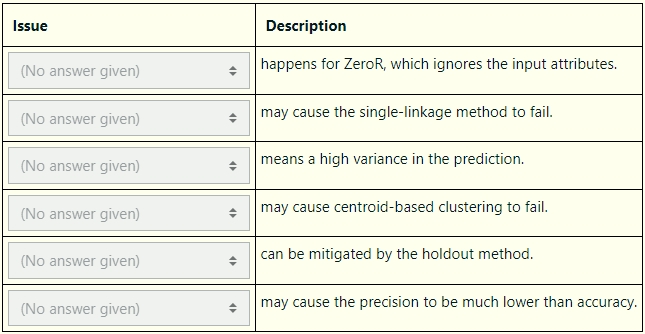 Issue Description
(No answer given) happens for ZeroR, which ignores the input attributes.
(No answer given) may cause the single-linkage method to fail.
(No answer given) means a high variance in the prediction.
(No answer given) may cause centroid-based clustering to fail.
(No answer given) can be mitigated by the holdout method.
(No answer given) may cause the precision to be much lower than accuracy.